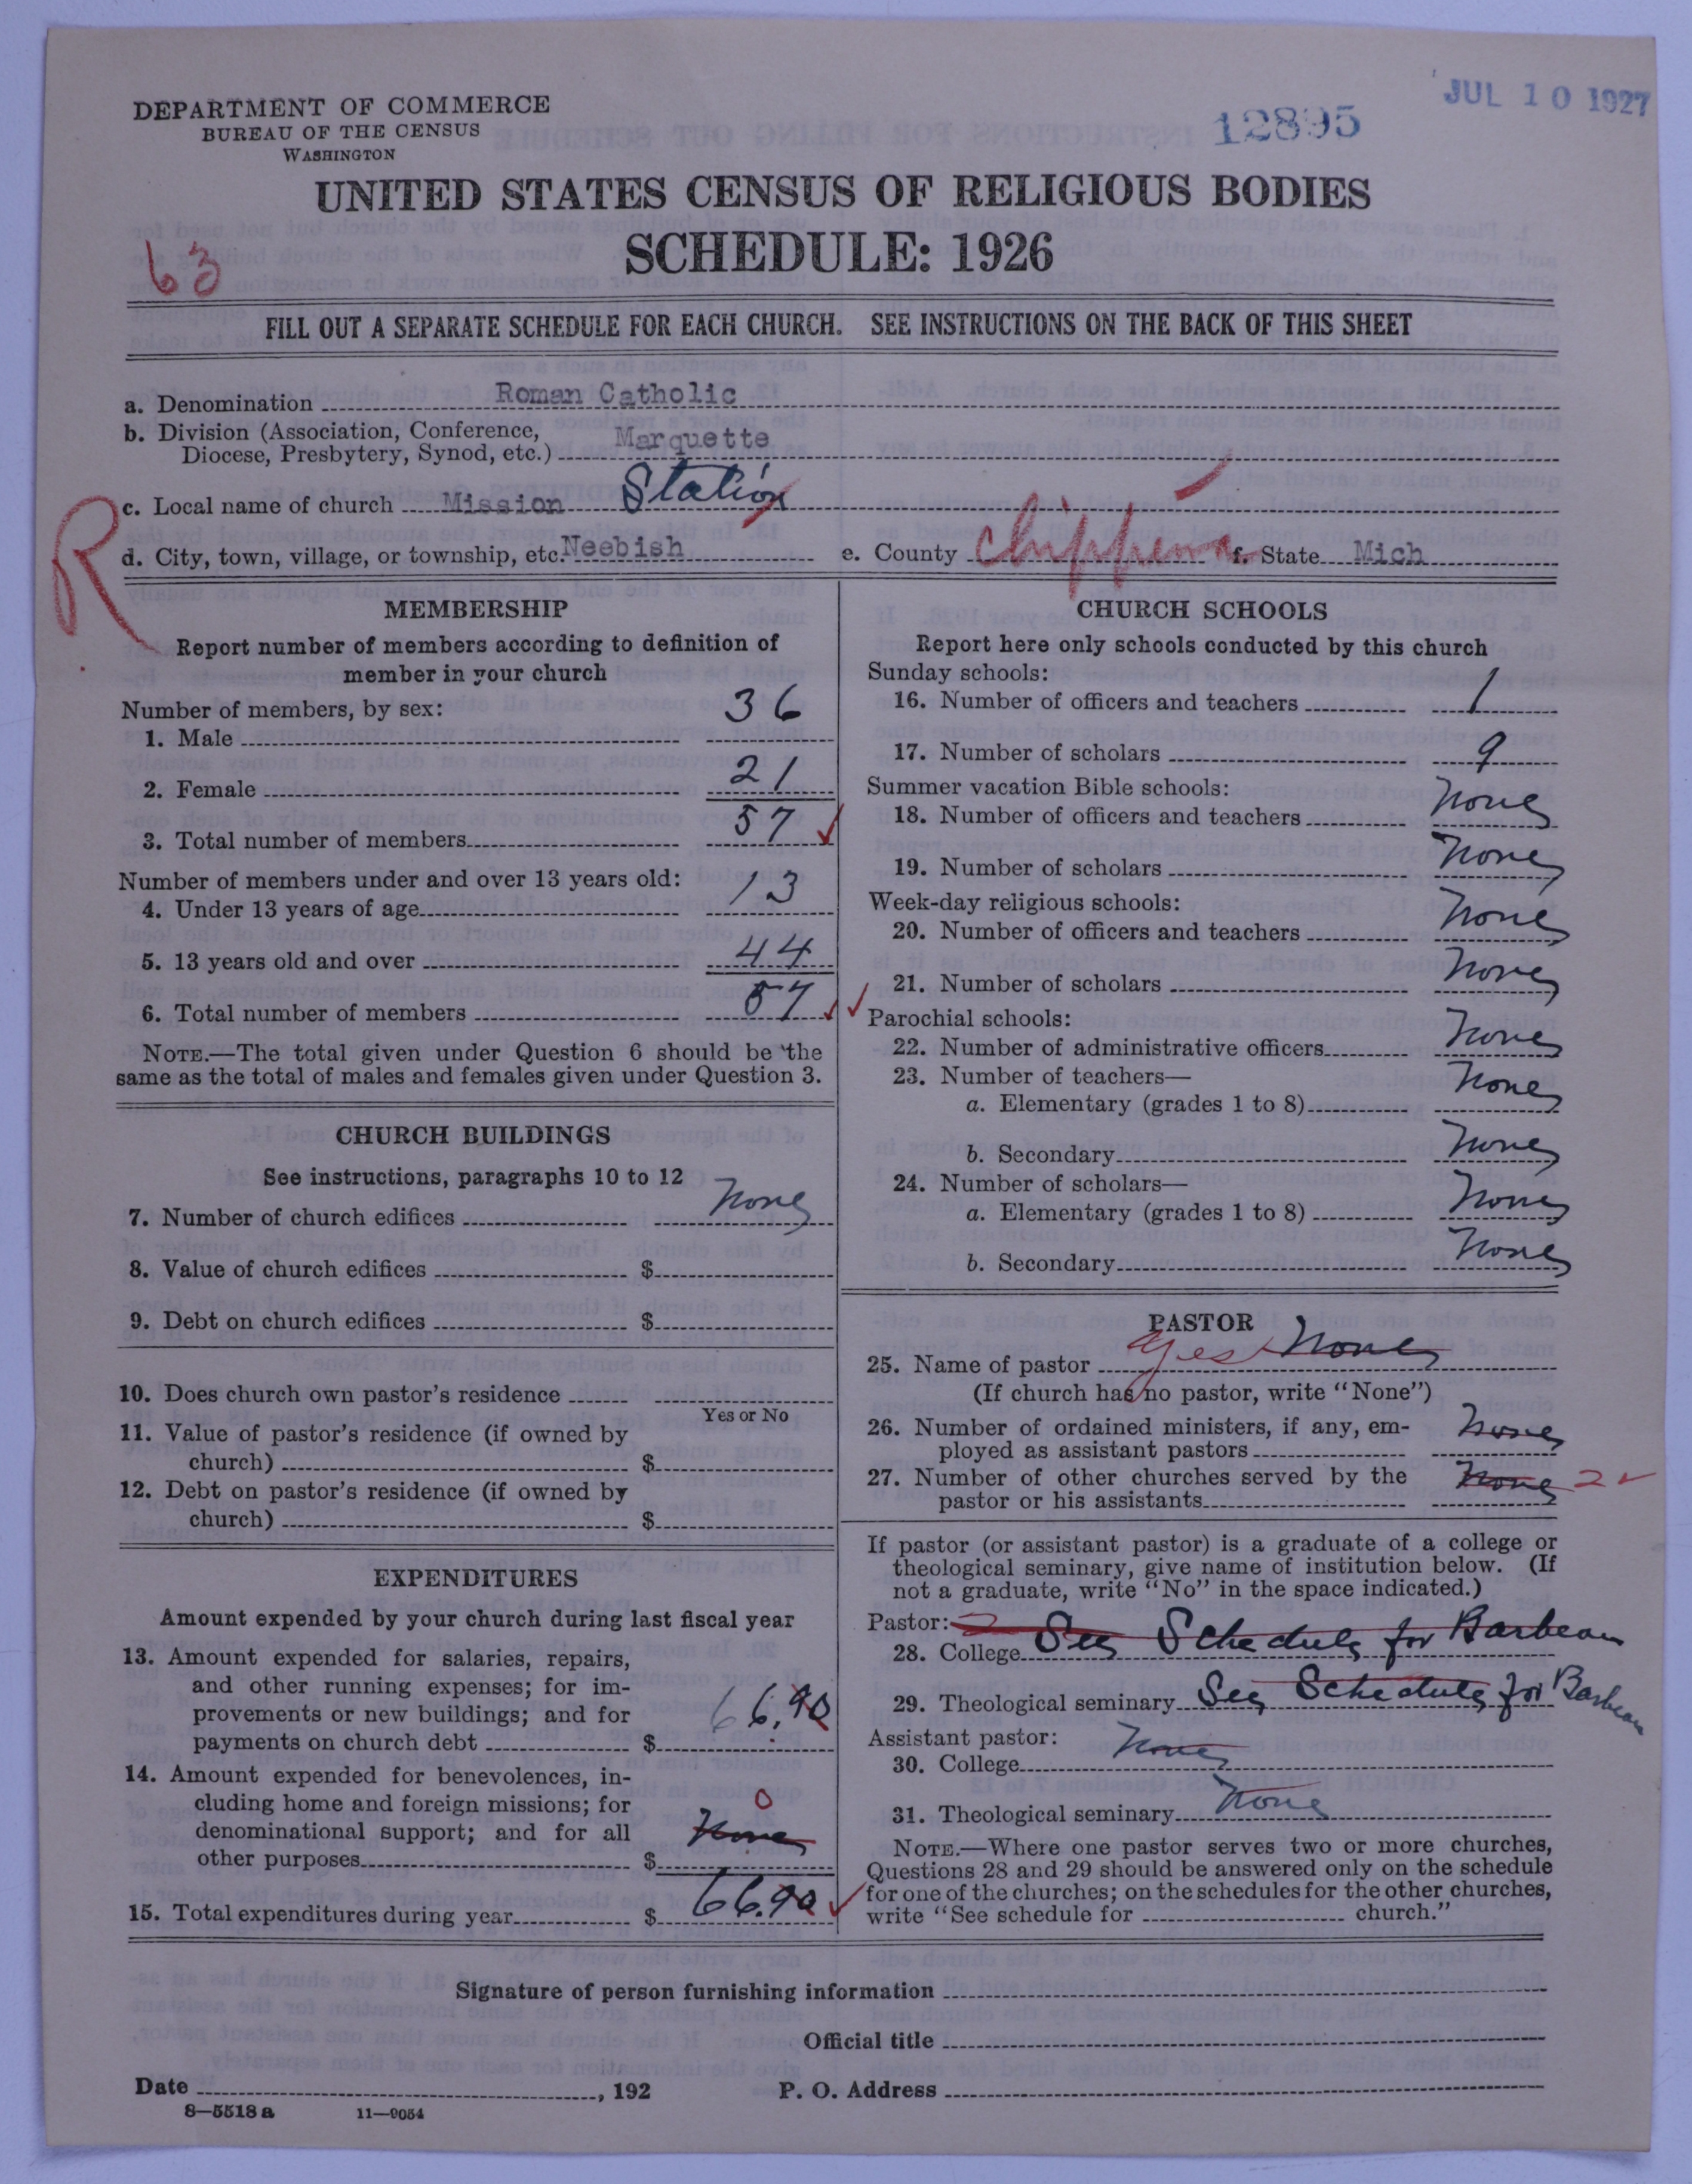 JUL 10 1927
12895
DEPARTMENT OF COMMERCE
BUREAU OF THE CENSUS
WASHINGTON
UNITED STATES CENSUS OF RELIGIOUS BODIES
SCHEDULE: 1926
63
FILL OUT A SEPARATE SCHEDULE FOR EACH CHURCH. SEE INSTRUCTIONS ON THE BACK OF THIS SHEET
a. Denomination Roman Catholic
b. Division (Association, Conference,
Diocese, Presbytery, Synod, etc.) Marquette
c. Local name of church Mission Station
R
d. City, town, village, or township, etc. Neebish e. County Chippewa f. State Mich
MEMBERSHIP
Report number of members according to definition of
member in your church
Number of members, by sex:
1. Male 36
2. Female 21
3. Total number of members 57
Number of members under and over 13 years old:
4. Under 13 years of age 13
5. 13 years old and over 44
6. Total number of members 57
NOTE.—The total given under Question 6 should be the
same as the total of males and females given under Question 3.
CHURCH BUILDINGS
See instructions, paragraphs 10 to 12
7. Number of church edifices None
8. Value of church edifices $
9. Debt on church edifices $
10. Does church own pastor's residence
Yes or No
11. Value of pastor's residence (if owned by
church) $
12. Debt on pastor's residence (if owned by
church) $
EXPENDITURES
Amount expended by your church during last fiscal year
13. Amount expended for salaries, repairs,
and other running expenses; for im-
provements or new buildings; and for
payments on church debt $ 66.90
14. Amount expended for benevolences, in-
cluding home and foreign missions; for 0
denominational support; and for all None
other purposes $
15. Total expenditures during year $ 66.90
CHURCH SCHOOLS
Report here only schools conducted by this church
Sunday schools:
16. Number of officers and teachers 1
17. Number of scholars 9
Summer vacation Bible schools:
18. Number of officers and teachers None
19. Number of scholars None
Week-day religious schools:
20. Number of officers and teachers None
21. Number of scholars None
Parochial schools:
22. Number of administrative officers None
23. Number of teachers—
a. Elementary (grades 1 to 8) None
b. Secondary None
24. Number of scholars—
a. Elementary (grades 1 to 8) None
b. Secondary None
PASTOR
25. Name of pastor yes None
(If church has no pastor, write "None")
26. Number of ordained ministers, if any, em-
ployed as assistant pastors None
27. Number of other churches served by the None 2
pastor or his assistants
If pastor (or assistant pastor) is a graduate of a college or
theological seminary, give name of institution below. (If
not a graduate, write "No" in the space indicated.)
Pastor: 2
28. College See Schedule for Barbeau
29. Theological seminary See Schedule for Barbeau
Assistant pastor:
30. College None
31. Theological seminary None
NOTE.—Where one pastor serves two or more churches,
Questions 28 and 29 should be answered only on the schedule
for one of the churches; on the schedules for the other churches,
write "See schedule for church."
Signature of person furnishing information
Official title
Date , 192 P. O. Address
8—5518 a 11—9054